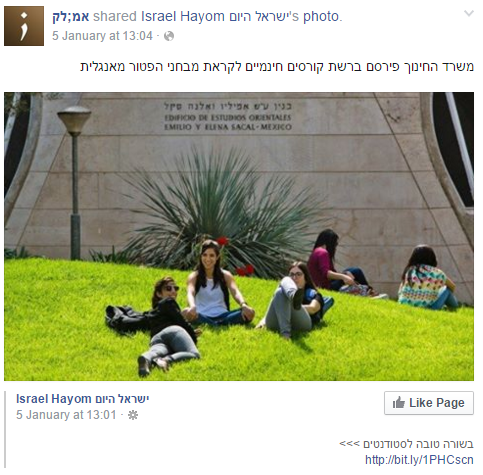 אמ;לק shared Israel Hayom ישראל היום's photo.
5 January at 13:04 ·
משרד החינוך פירסם ברשת קורסים חינמיים לקראת מבחני הפטור מאנגלית
בנין ע״ש אמיליו ואלנה סקל
EDIFICIO DE ESTUDIOS ORIENTALES
EMILIO Y ELENA SACAL - MEXICO
Israel Hayom ישראל היום
Like Page
5 January at 13:01 ·
בשורה טובה לסטודנטים >>>
http://bit.ly/1PHCscn